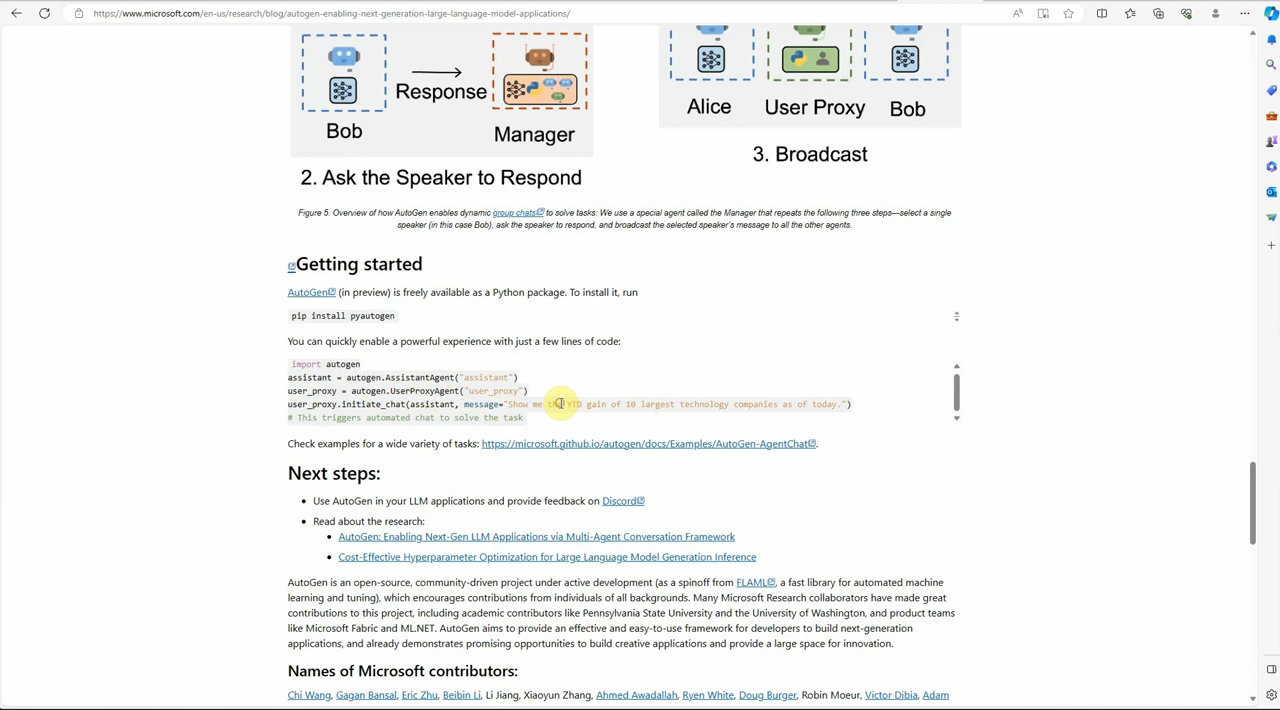 https://www.microsoft.com/en-us/research/blog/autogen-enabling-next-generation-large-language-model-applications/
Bob
Response
Manager
2. Ask the Speaker to Respond
Alice
User Proxy
Bob
3. Broadcast
Figure 5. Overview of how AutoGen enables dynamic group chats to solve tasks: We use a special agent called the Manager that repeats the following three steps—select a single
speaker (in this case Bob), ask the speaker to respond, and broadcast the selected speaker's message to all the other agents.
Getting started
AutoGen (in preview) is freely available as a Python package. To install it, run
pip install pyautogen
You can quickly enable a powerful experience with just a few lines of code:
import autogen
assistant = autogen.AssistantAgent("assistant")
user_proxy = autogen.UserProxyAgent("user_proxy")
user_proxy.initiate_chat(assistant, message="Show me the YTD gain of 10 largest technology companies as of today.")
# This triggers automated chat to solve the task
Check examples for a wide variety of tasks: https://microsoft.github.io/autogen/docs/Examples/AutoGen-AgentChat.
Next steps:
• Use AutoGen in your LLM applications and provide feedback on Discord
• Read about the research:
• AutoGen: Enabling Next-Gen LLM Applications via Multi-Agent Conversation Framework
• Cost-Effective Hyperparameter Optimization for Large Language Model Generation Inference
AutoGen is an open-source, community-driven project under active development (as a spinoff from FLAML, a fast library for automated machine
learning and tuning), which encourages contributions from individuals of all backgrounds. Many Microsoft Research collaborators have made great
contributions to this project, including academic contributors like Pennsylvania State University and the University of Washington, and product teams
like Microsoft Fabric and ML.NET. AutoGen aims to provide an effective and easy-to-use framework for developers to build next-generation
applications, and already demonstrates promising opportunities to build creative applications and provide a large space for innovation.
Names of Microsoft contributors:
Chi Wang, Gagan Bansal, Eric Zhu, Beibin Li, Li Jiang, Xiaoyun Zhang, Ahmed Awadallah, Ryen White, Doug Burger, Robin Moeur, Victor Dibia, Adam